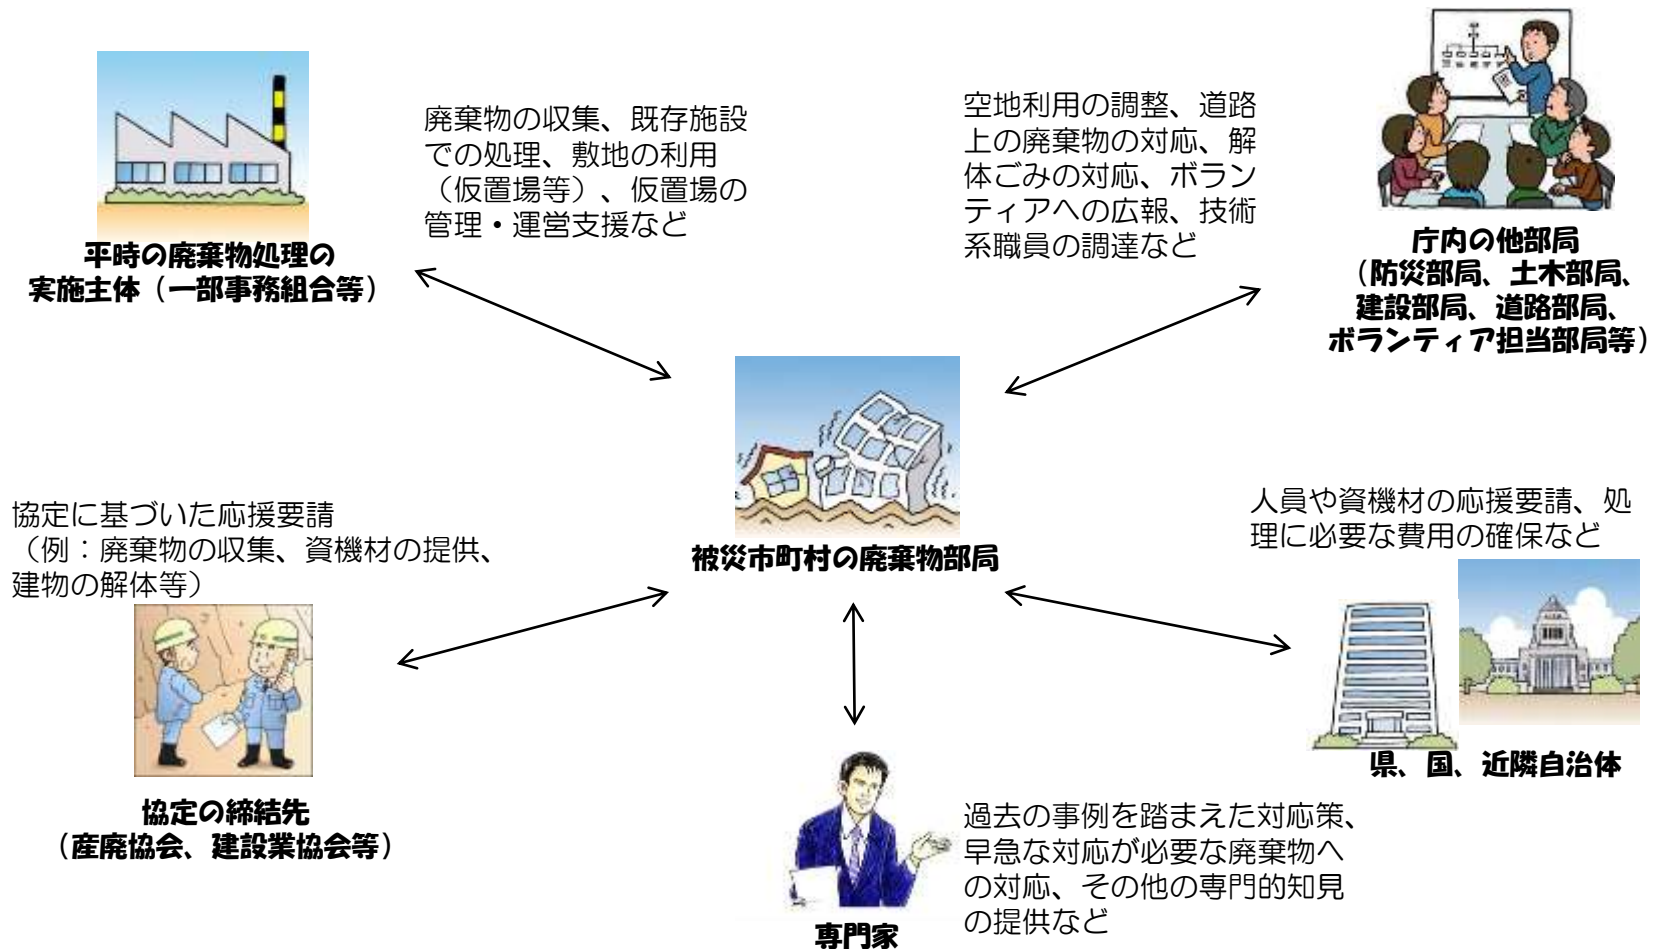 廃棄物の収集、既存施設
での処理、敷地の利用
（仮置場等）、仮置場の
管理・運営支援など
平時の廃棄物処理の
実施主体（一部事務組合等）
空地利用の調整、道路
上の廃棄物の対応、解
体ごみの対応、ボラン
ティアへの広報、技術
系職員の調達など
庁内の他部局
（防災部局、土木部局、
建設部局、道路部局、
ボランティア担当部局等）
被災市町村の廃棄物部局
協定に基づいた応援要請
（例：廃棄物の収集、資機材の提供、
建物の解体等）
協定の締結先
（産廃協会、建設業協会等）
人員や資機材の応援要請、処
理に必要な費用の確保など
県、国、近隣自治体
過去の事例を踏まえた対応策、
早急な対応が必要な廃棄物へ
の対応、その他の専門的知見
の提供など
専門家